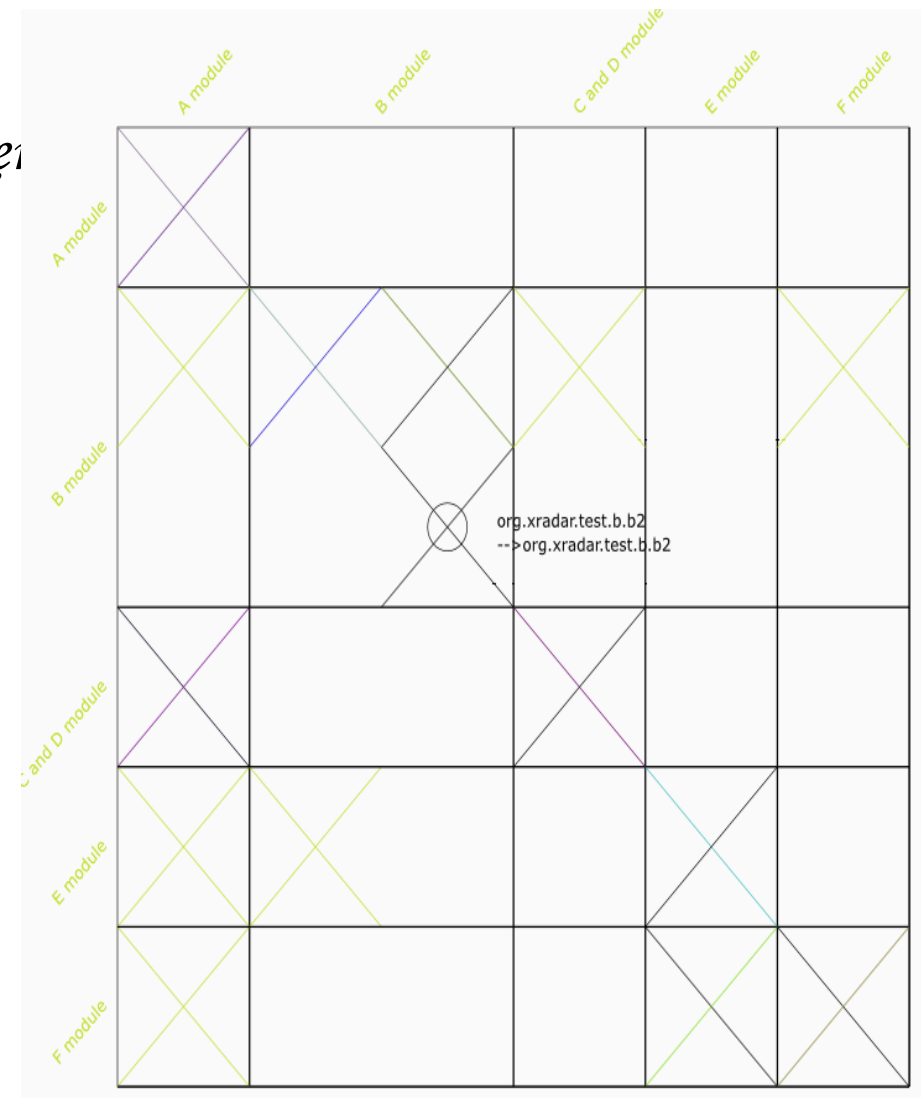 A module
B module
C and D module
E module
F module
A module
B module
org.xradar.test.b.b2
-->org.xradar.test.b.b2
C and D module
E module
F module